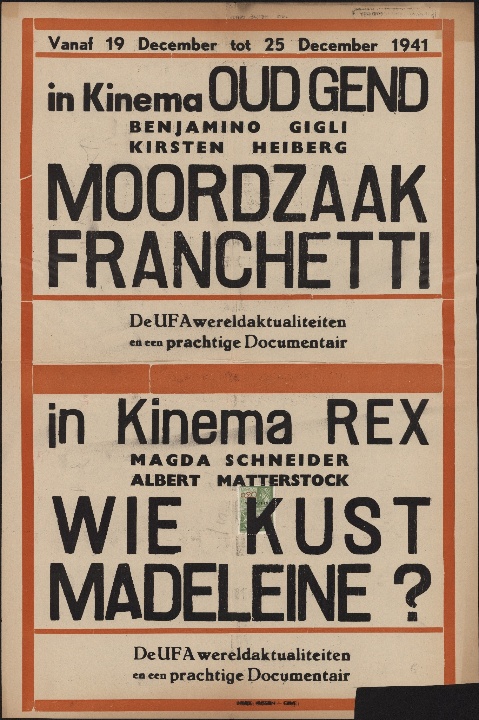 Vanaf 19 December tot 25 December 1941
in Kinema OUD GEND
BENJAMINO GIGLI
KIRSTEN HEIBERG
MOORDZAAK
FRANCHETTI
De UFA wereldaktualiteiten
en een prachtige Documentair
in Kinema REX
MAGDA SCHNEIDER
ALBERT MATTERSTOCK
WIE KUST
MADELEINE ?
De UFA wereldaktualiteiten
en een prachtige Documentair